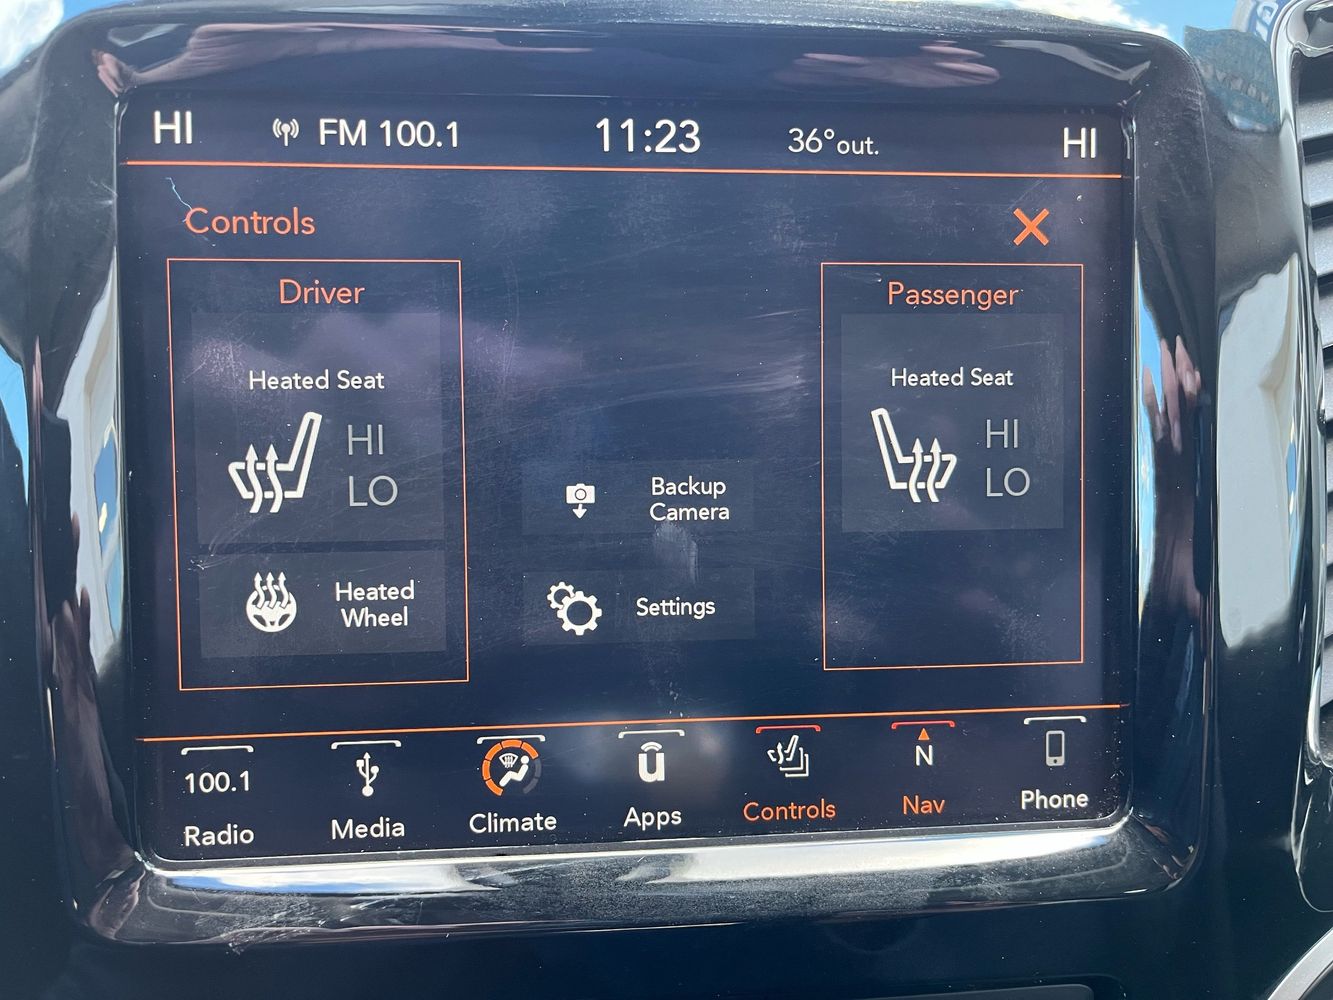 HI FM 100.1 11:23 36° out. HI
Controls
Driver
Heated Seat
HI
LO
Heated
Wheel
Backup
Camera
Settings
Passenger
Heated Seat
HI
LO
100.1
Radio
Media
Climate
u
Apps
Controls
N
Nav
Phone